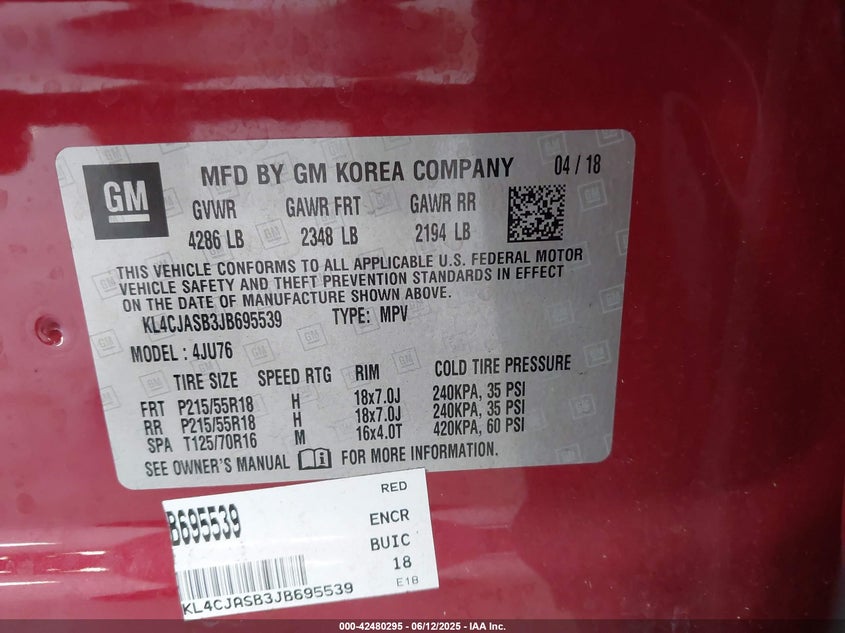 GM
MFD BY GM KOREA COMPANY 04 / 18
GVWR GAWR FRT GAWR RR
4286 LB 2348 LB 2194 LB
THIS VEHICLE CONFORMS TO ALL APPLICABLE U.S. FEDERAL MOTOR
VEHICLE SAFETY AND THEFT PREVENTION STANDARDS IN EFFECT
ON THE DATE OF MANUFACTURE SHOWN ABOVE.
KL4CJASB3JB695539 TYPE: MPV
MODEL : 4JU76
TIRE SIZE SPEED RTG RIM COLD TIRE PRESSURE
FRT P215/55R18 H 18x7.0J 240KPA, 35 PSI
RR P215/55R18 H 18x7.0J 240KPA, 35 PSI
SPA T125/70R16 M 16x4.0T 420KPA, 60 PSI
SEE OWNER'S MANUAL FOR MORE INFORMATION.
RED
B695539
ENCR
BUIC
18
E18
KL4CJASB3JB695539
000-42480295 - 06/12/2025 - IAA Inc.